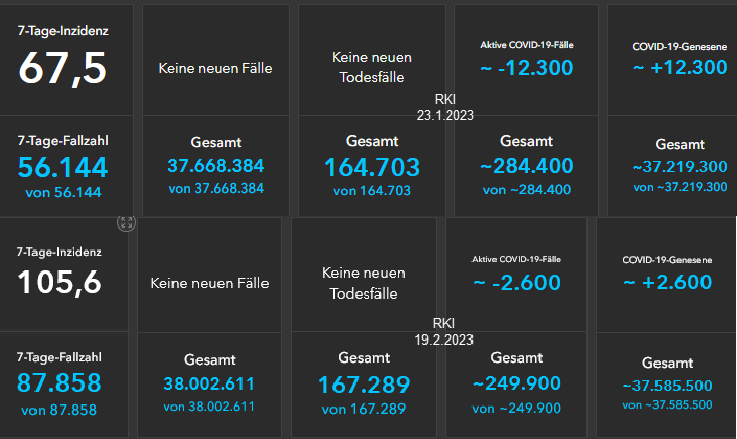 7-Tage-Inzidenz
67,5
Keine neuen Fälle
Keine neuen
Todesfälle
Aktive COVID-19-Fälle
~ -12.300
COVID-19-Genesene
~ +12.300
RKI
23.1.2023
7-Tage-Fallzahl
56.144
von 56.144
Gesamt
37.668.384
von 37.668.384
Gesamt
164.703
von 164.703
Gesamt
~284.400
von ~284.400
Gesamt
~37.219.300
von ~37.219.300
7-Tage-Inzidenz
105,6
Keine neuen Fälle
Keine neuen
Todesfälle
Aktive COVID-19-Fälle
~ -2.600
COVID-19-Genesene
~ +2.600
RKI
19.2.2023
7-Tage-Fallzahl
87.858
von 87.858
Gesamt
38.002.611
von 38.002.611
Gesamt
167.289
von 167.289
Gesamt
~249.900
von ~249.900
Gesamt
~37.585.500
von ~37.585.500